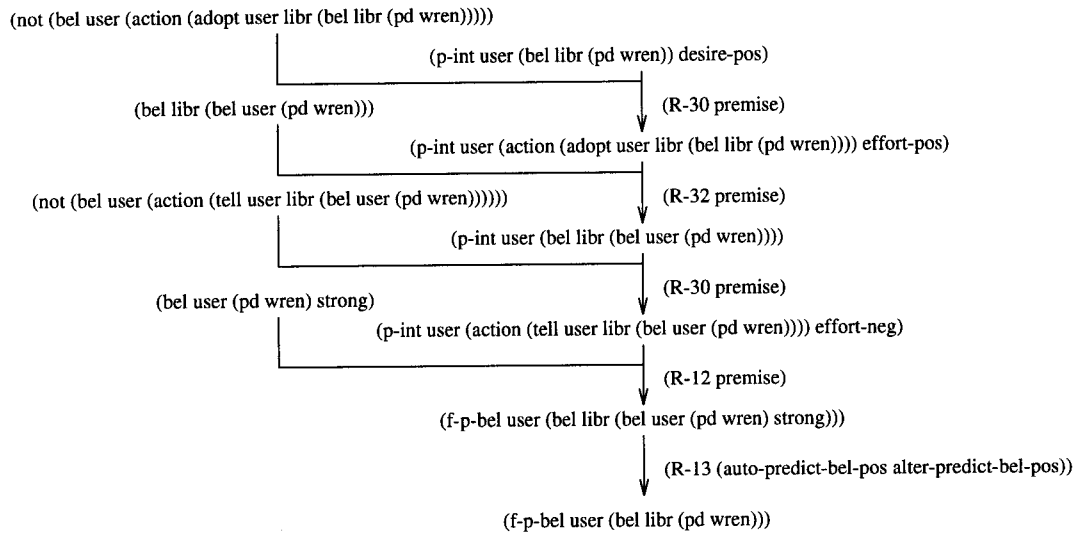 (not (bel user (action (adopt user libr (bel libr (pd wren)))))
(p-int user (bel libr (pd wren)) desire-pos)
(bel libr (bel user (pd wren)))
(R-30 premise)
(p-int user (action (adopt user libr (bel libr (pd wren)))) effort-pos)
(not (bel user (action (tell user libr (bel user (pd wren))))))
(R-32 premise)
(p-int user (bel libr (bel user (pd wren))))
(R-30 premise)
(bel user (pd wren) strong)
(p-int user (action (tell user libr (bel user (pd wren)))) effort-neg)
(R-12 premise)
(f-p-bel user (bel libr (bel user (pd wren) strong)))
(R-13 (auto-predict-bel-pos alter-predict-bel-pos))
(f-p-bel user (bel libr (pd wren)))